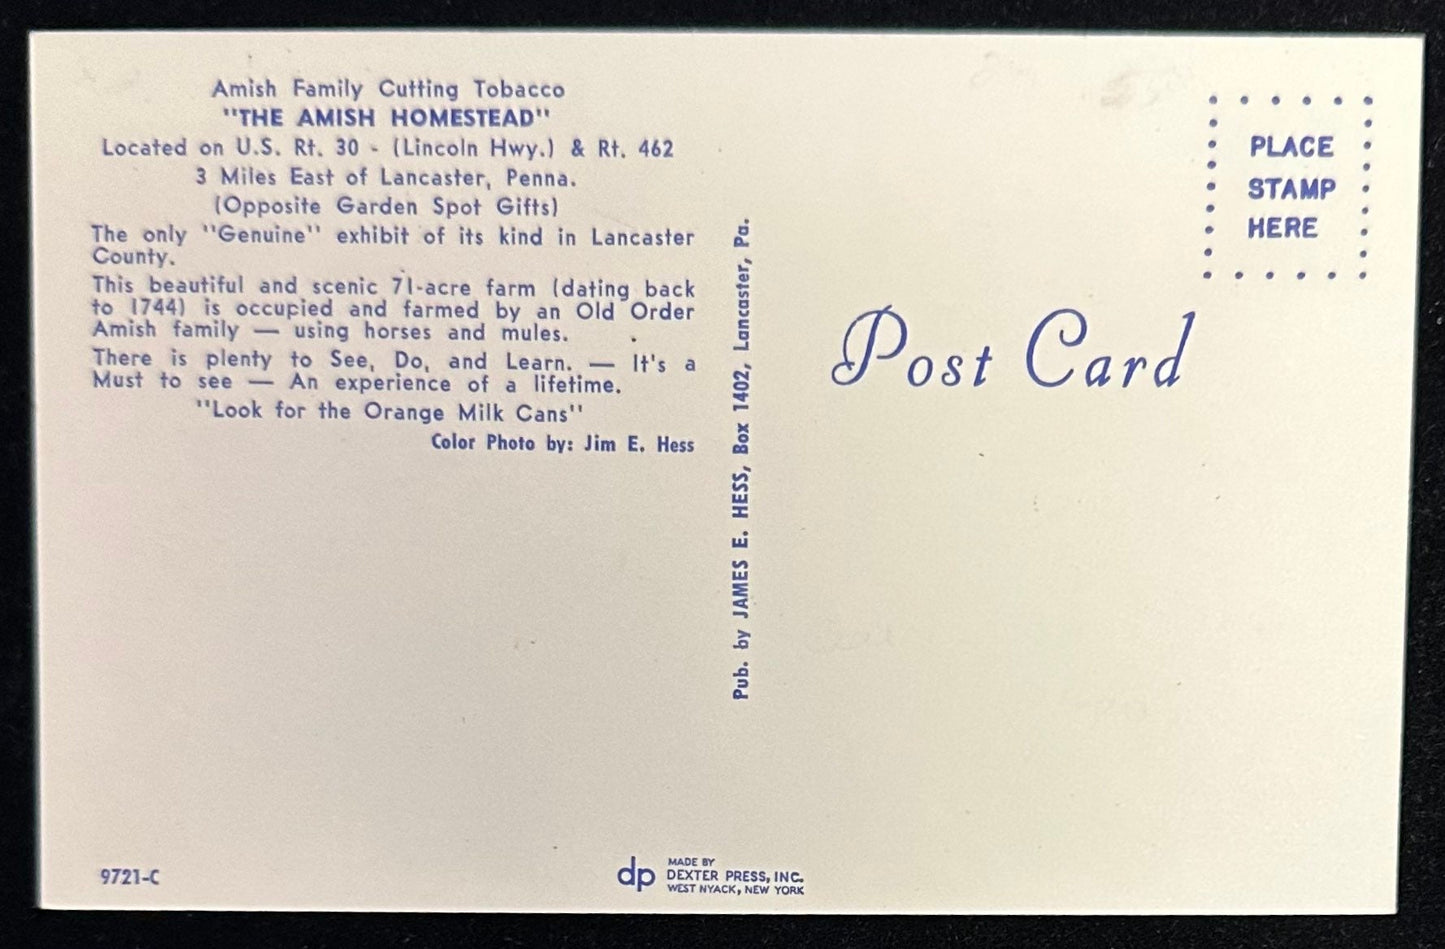 Amish Family Cutting Tobacco
"THE AMISH HOMESTEAD"
Located on U.S. Rt. 30 - (Lincoln Hwy.) & Rt. 462
3 Miles East of Lancaster, Penna.
(Opposite Garden Spot Gifts)
The only "Genuine" exhibit of its kind in Lancaster
County.
This beautiful and scenic 71-acre farm (dating back
to 1744) is occupied and farmed by an Old Order
Amish family — using horses and mules.
There is plenty to See, Do, and Learn. — It's a
Must to see — An experience of a lifetime.
"Look for the Orange Milk Cans"
Color Photo by: Jim E. Hess
9721-C
Pub. by JAMES E. HESS, Box 1402, Lancaster, Pa.
dp
MADE BY
DEXTER PRESS, INC.
WEST NYACK, NEW YORK
PLACE
STAMP
HERE
Post Card